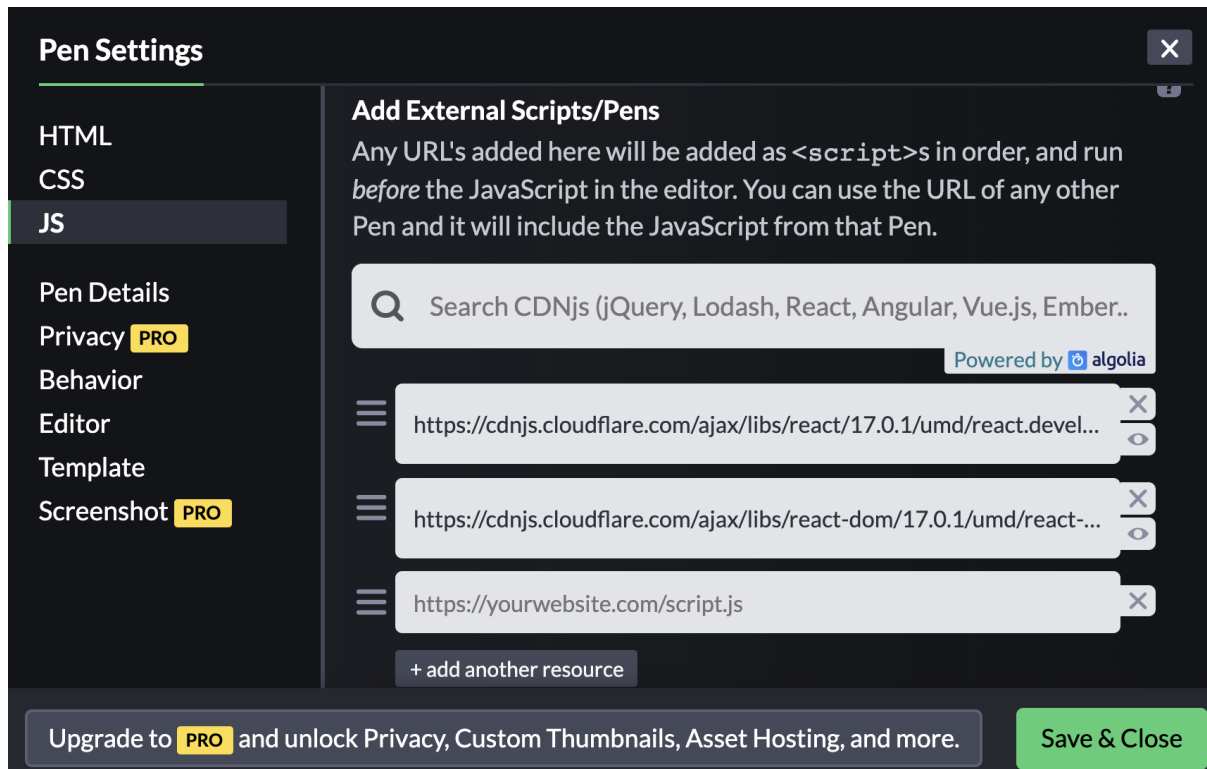 Pen Settings
HTML
CSS
JS
Pen Details
Privacy PRO
Behavior
Editor
Template
Screenshot PRO
Add External Scripts/Pens
Any URL's added here will be added as <script>s in order, and run
before the JavaScript in the editor. You can use the URL of any other
Pen and it will include the JavaScript from that Pen.
Search CDNjs (jQuery, Lodash, React, Angular, Vue.js, Ember..
Powered by algolia
https://cdnjs.cloudflare.com/ajax/libs/react/17.0.1/umd/react.devel...
https://cdnjs.cloudflare.com/ajax/libs/react-dom/17.0.1/umd/react-...
https://yourwebsite.com/script.js
+ add another resource
Upgrade to PRO and unlock Privacy, Custom Thumbnails, Asset Hosting, and more.
Save & Close